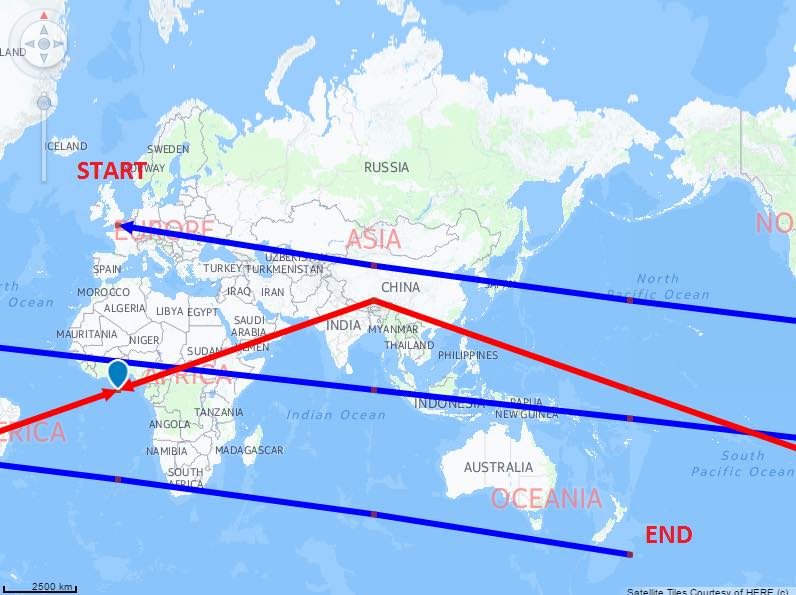 LAND
ICELAND
SWEDEN
START
NORWAY
RUSSIA
EUROPE
NO
ASIA
UZBEKISTAN
SPAIN
TURKEY
TURKMENISTAN
North
Pacific Ocean
rth
Ocean
MOROCCO
IRAQ
IRAN
CHINA
JAPAN
ALGERIA
LIBYA
EGYPT
SAUDI
ARABIA
YEMEN
INDIA
MYANMAR
MAURITANIA
NIGER
SUDAN
THAILAND
PHILIPPINES
AFRICA
ERICA
TANZANIA
Indian Ocean
INDONESIA
PAPUA
NEW GUINEA
ANGOLA
NAMIBIA
MADAGASCAR
South
Pacific Ocean
SOUTH
AFRICA
AUSTRALIA
OCEANIA
END
2500 km
Satellite Tiles Courtesy of HERE (c)